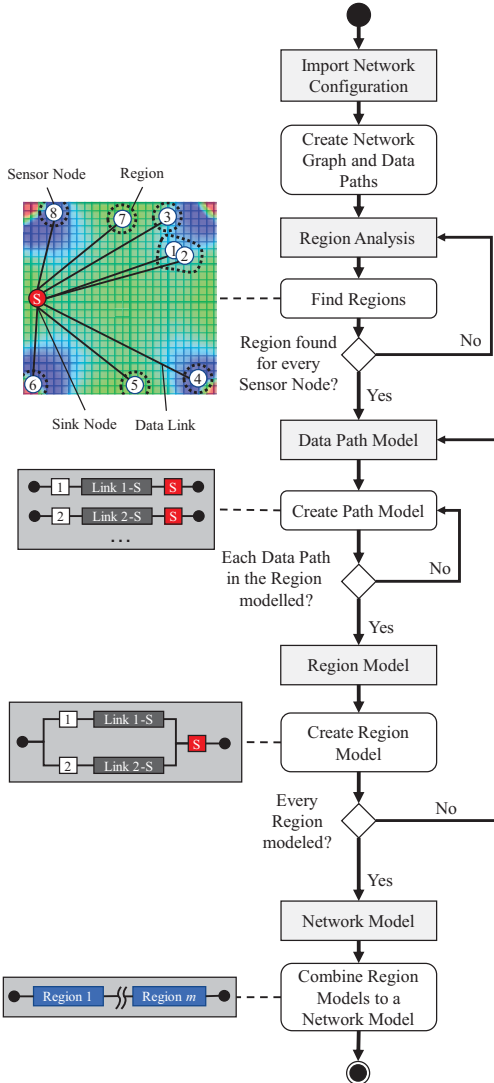 Import Network
Configuration
Create Network
Graph and Data
Paths
Sensor Node
Region
8
7
3
1
2
S
6
5
4
Sink Node
Data Link
Region Analysis
Find Regions
Region found
for every
Sensor Node?
No
Yes
Data Path Model
1 Link 1-S S
2 Link 2-S S
...
Create Path Model
Each Data Path
in the Region
modelled?
No
Yes
Region Model
1 Link 1-S
S
2 Link 2-S
Create Region
Model
Every
Region
modeled?
No
Yes
Network Model
Region 1 Region m
Combine Region
Models to a
Network Model